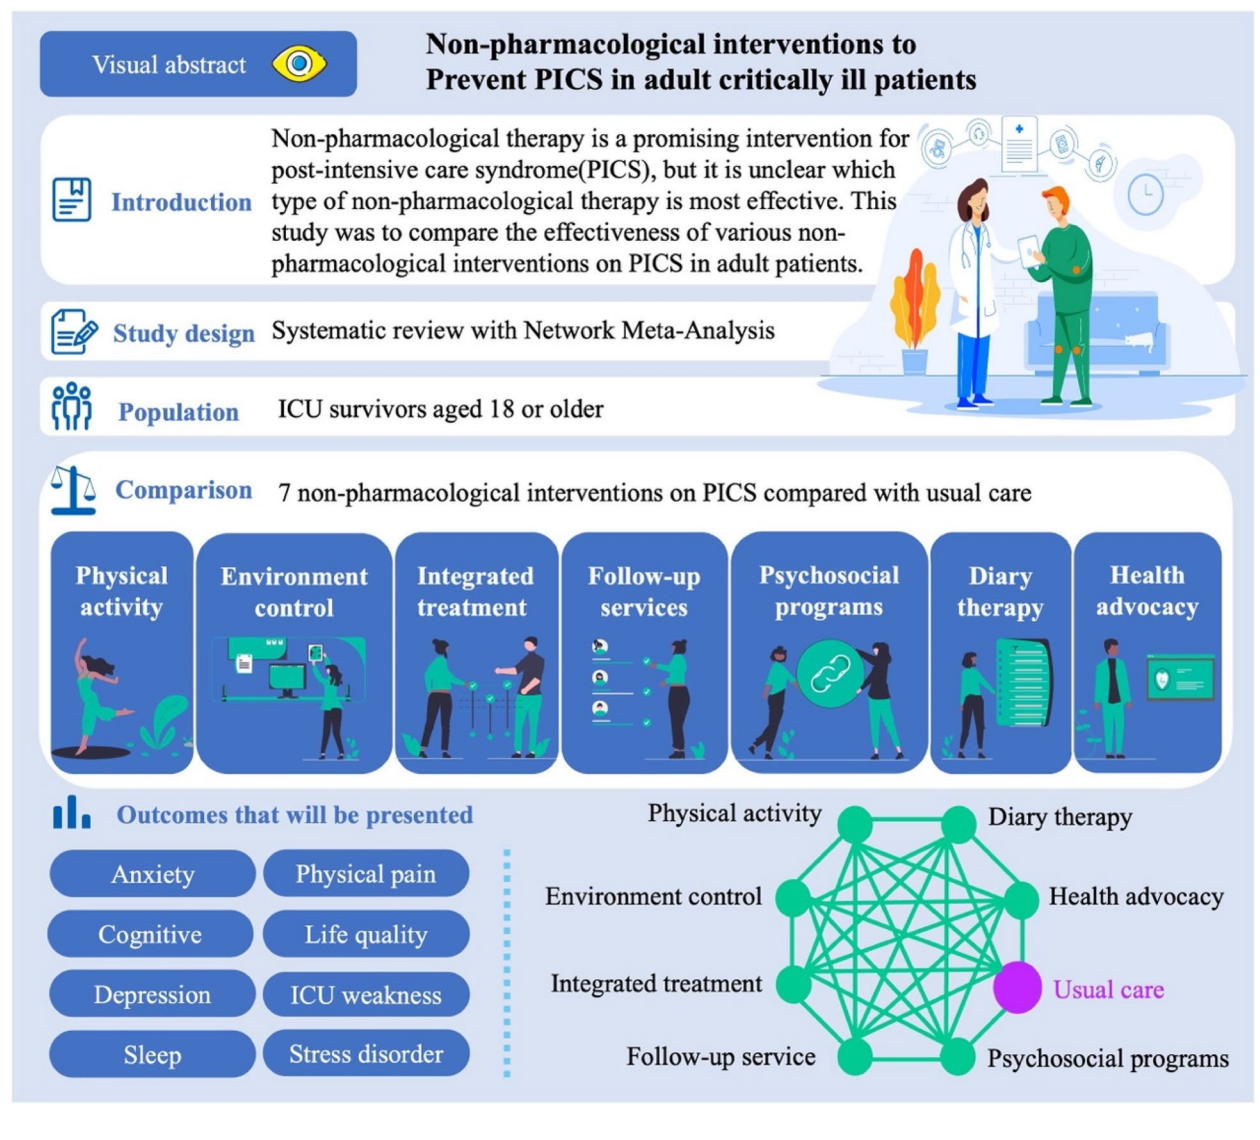 Visual abstract
Non-pharmacological interventions to
Prevent PICS in adult critically ill patients
Introduction
Non-pharmacological therapy is a promising intervention for
post-intensive care syndrome(PICS), but it is unclear which
type of non-pharmacological therapy is most effective. This
study was to compare the effectiveness of various non-
pharmacological interventions on PICS in adult patients.
Study design
Systematic review with Network Meta-Analysis
Population
ICU survivors aged 18 or older
Comparison
7 non-pharmacological interventions on PICS compared with usual care
Physical
activity
Environment
control
Integrated
treatment
Follow-up
services
Psychosocial
programs
Diary
therapy
Health
advocacy
Outcomes that will be presented
Anxiety
Physical pain
Cognitive
Life quality
Depression
ICU weakness
Sleep
Stress disorder
Physical activity
Diary therapy
Environment control
Health advocacy
Integrated treatment
Usual care
Follow-up service
Psychosocial programs